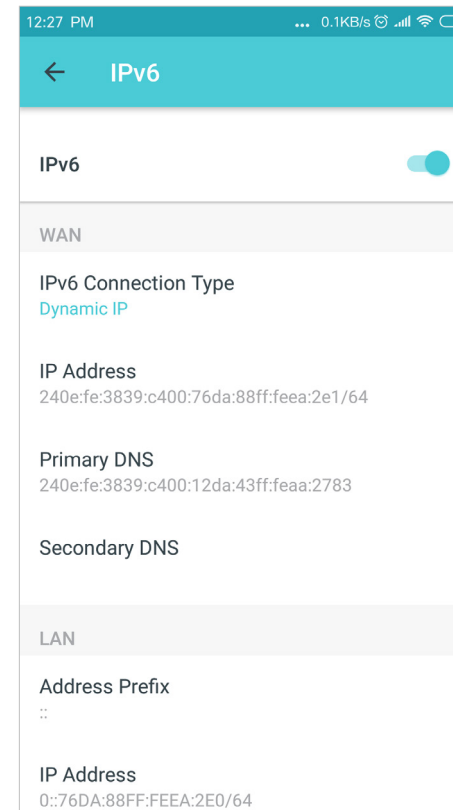 12:27 PM ... 0.1KB/s
IPv6
IPv6
WAN
IPv6 Connection Type
Dynamic IP
IP Address
240e:fe:3839:c400:76da:88ff:feea:2e1/64
Primary DNS
240e:fe:3839:c400:12da:43ff:feaa:2783
Secondary DNS
LAN
Address Prefix
::
IP Address
0::76DA:88FF:FEEA:2E0/64